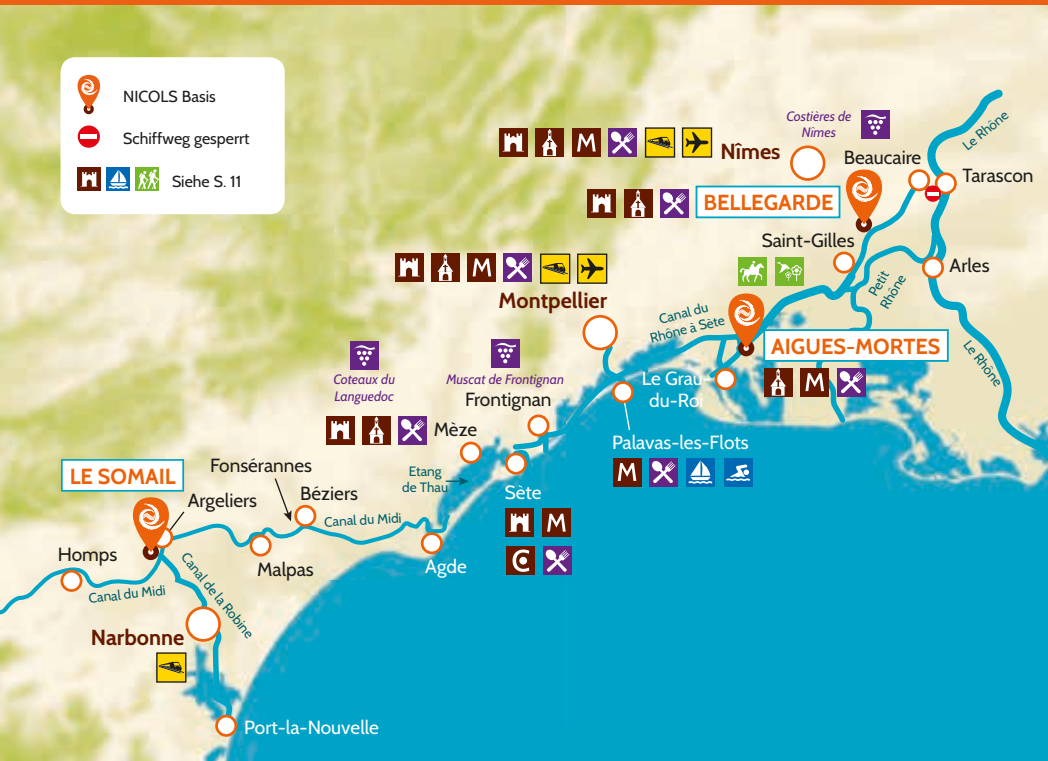 NICOLS Basis
Schiffweg gesperrt
Siehe S. 11
Costières de
Nîmes
Le Rhône
M
Nîmes
Beaucaire
Tarascon
BELLEGARDE
Saint-Gilles
Arles
Petit
Rhône
M
Montpellier
Canal du
Rhône à Sète
AIGUES-MORTES
Le Rhône
M
Coteaux du
Languedoc
Muscat de Frontignan
Frontignan
Le Grau-
du-Roi
Mèze
Palavas-les-Flots
M
LE SOMAIL
Fonsérannes
Etang
de Thau
Argeliers
Béziers
Sète
M
Canal du Midi
Homps
Malpas
Agde
Canal du Midi
Canal de la Robine
Narbonne
Port-la-Nouvelle